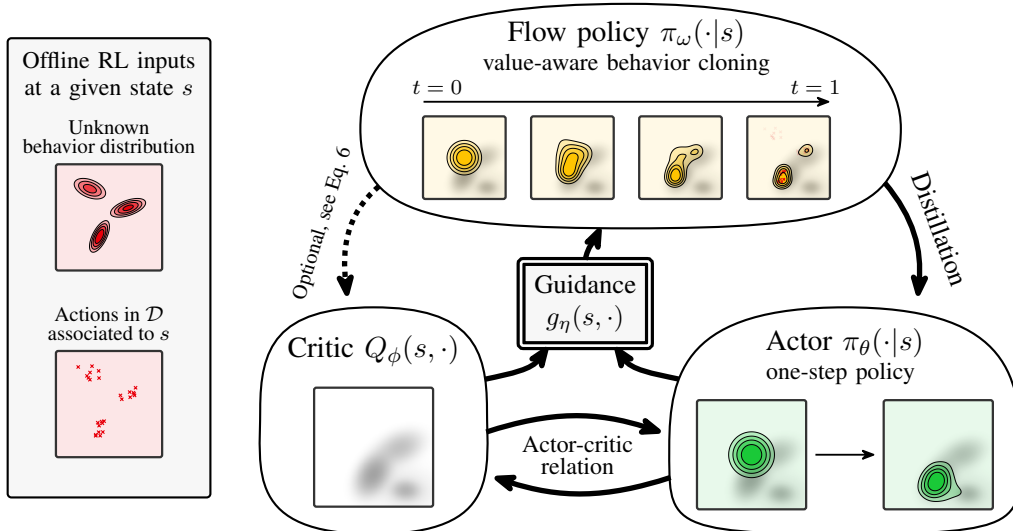 Offline RL inputs
at a given state s
Unknown
behavior distribution
Actions in 𝒟
associated to s
Flow policy π_ω(·|s)
value-aware behavior cloning
t = 0
t = 1
Optional, see Eq. 6
Distillation
Guidance
g_η(s, ·)
Critic Q_ϕ(s, ·)
Actor-critic
relation
Actor π_θ(·|s)
one-step policy